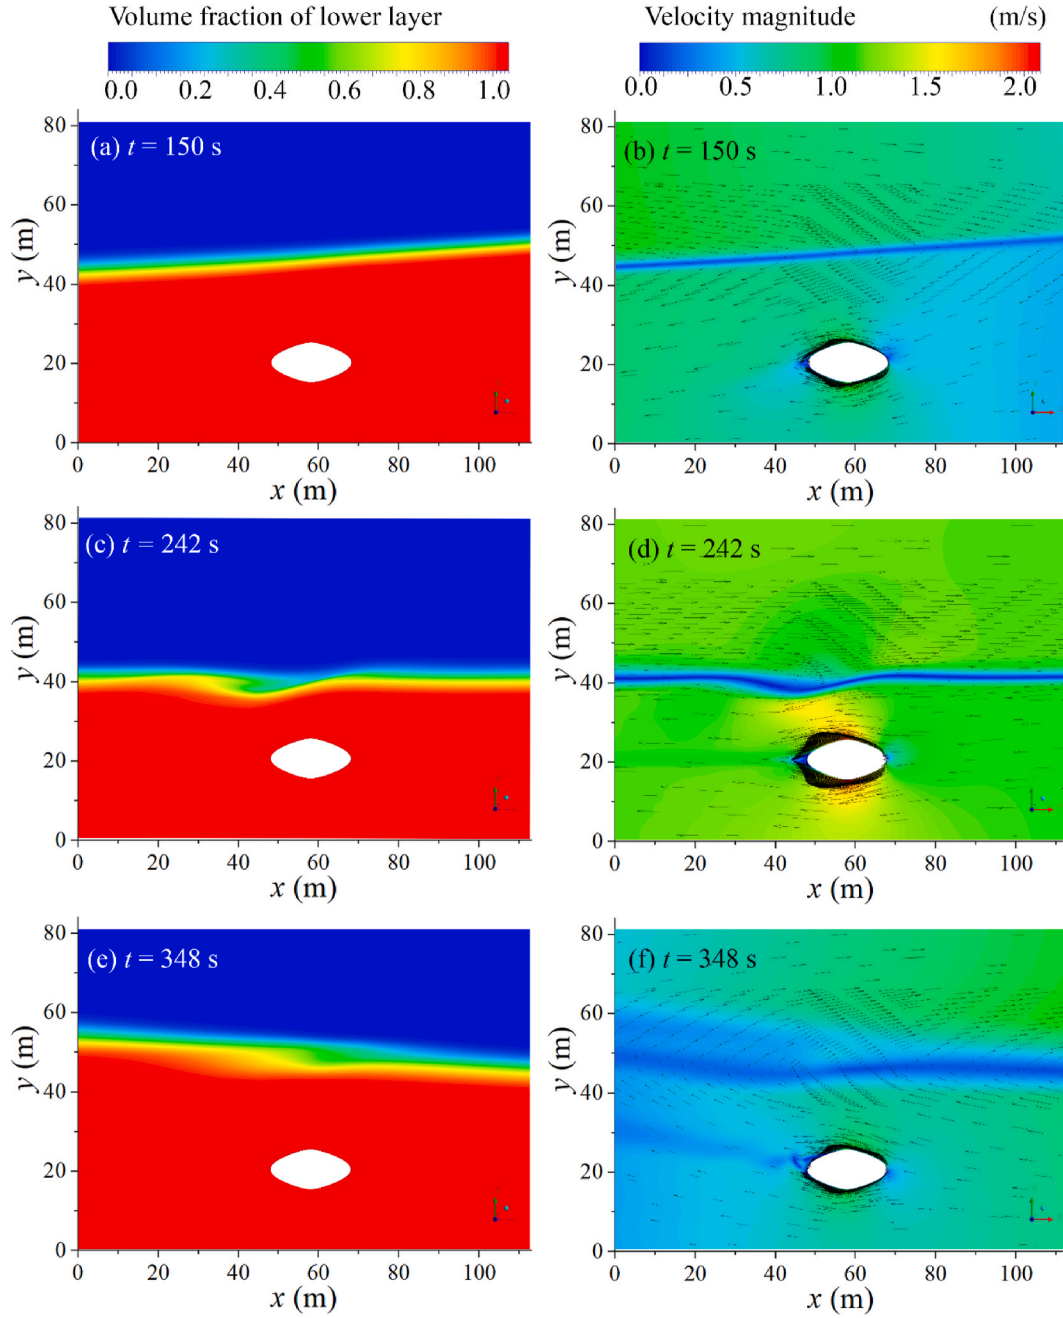 Volume fraction of lower layer
0.0 0.2 0.4 0.6 0.8 1.0
Velocity magnitude (m/s)
0.0 0.5 1.0 1.5 2.0
(a) t = 150 s
80
60
40
20
0
y (m)
0 20 40 60 80 100
x (m)
(b) t = 150 s
80
60
40
20
0
y (m)
0 20 40 60 80 100
x (m)
(c) t = 242 s
80
60
40
20
0
y (m)
0 20 40 60 80 100
x (m)
(d) t = 242 s
80
60
40
20
0
y (m)
0 20 40 60 80 100
x (m)
(e) t = 348 s
80
60
40
20
0
y (m)
0 20 40 60 80 100
x (m)
(f) t = 348 s
80
60
40
20
0
y (m)
0 20 40 60 80 100
x (m)